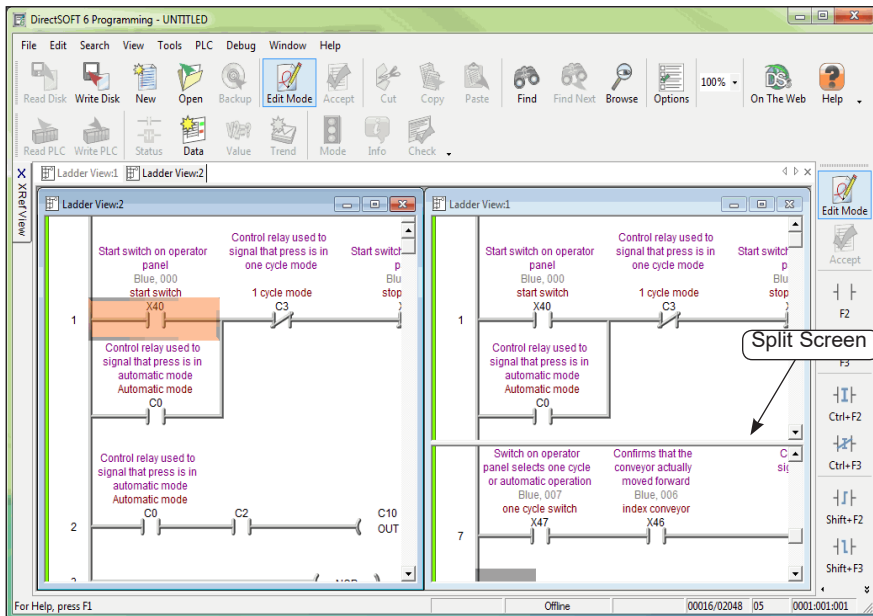 DirectSOFT 6 Programming - UNTITLED
File Edit Search View Tools PLC Debug Window Help
Read Disk Write Disk New Open Backup Edit Mode Accept Cut Copy Paste Find Find Next Browse Options 100% On The Web Help
Read PLC Write PLC Status Data Value Trend Mode Info Check
X XRef View
Ladder View:1 Ladder View:2
Ladder View:2
Start switch on operator
panel
Blue, 000
start switch
X40
Control relay used to
signal that press is in
one cycle mode
1 cycle mode
C3
Start switch
p
Blu
stop
1
Control relay used to
signal that press is in
automatic mode
Automatic mode
C0
Control relay used to
signal that press is in
automatic mode
Automatic mode
C0
C2
C10
OUT
2
Ladder View:1
Start switch on operator
panel
Blue, 000
start switch
X40
Control relay used to
signal that press is in
one cycle mode
1 cycle mode
C3
Start switch
p
Blu
stop
1
Control relay used to
signal that press is in
automatic mode
Automatic mode
C0
Split Screen
Switch on operator
panel selects one cycle
or automatic operation
Blue, 007
one cycle switch
X47
Confirms that the
conveyor actually
moved forward
Blue, 006
index conveyor
X46
C
sig
7
Edit Mode
Accept
F2
F3
Ctrl+F2
Ctrl+F3
Shift+F2
Shift+F3
For Help, press F1
Offline
00016/02048
05
0001:001:001